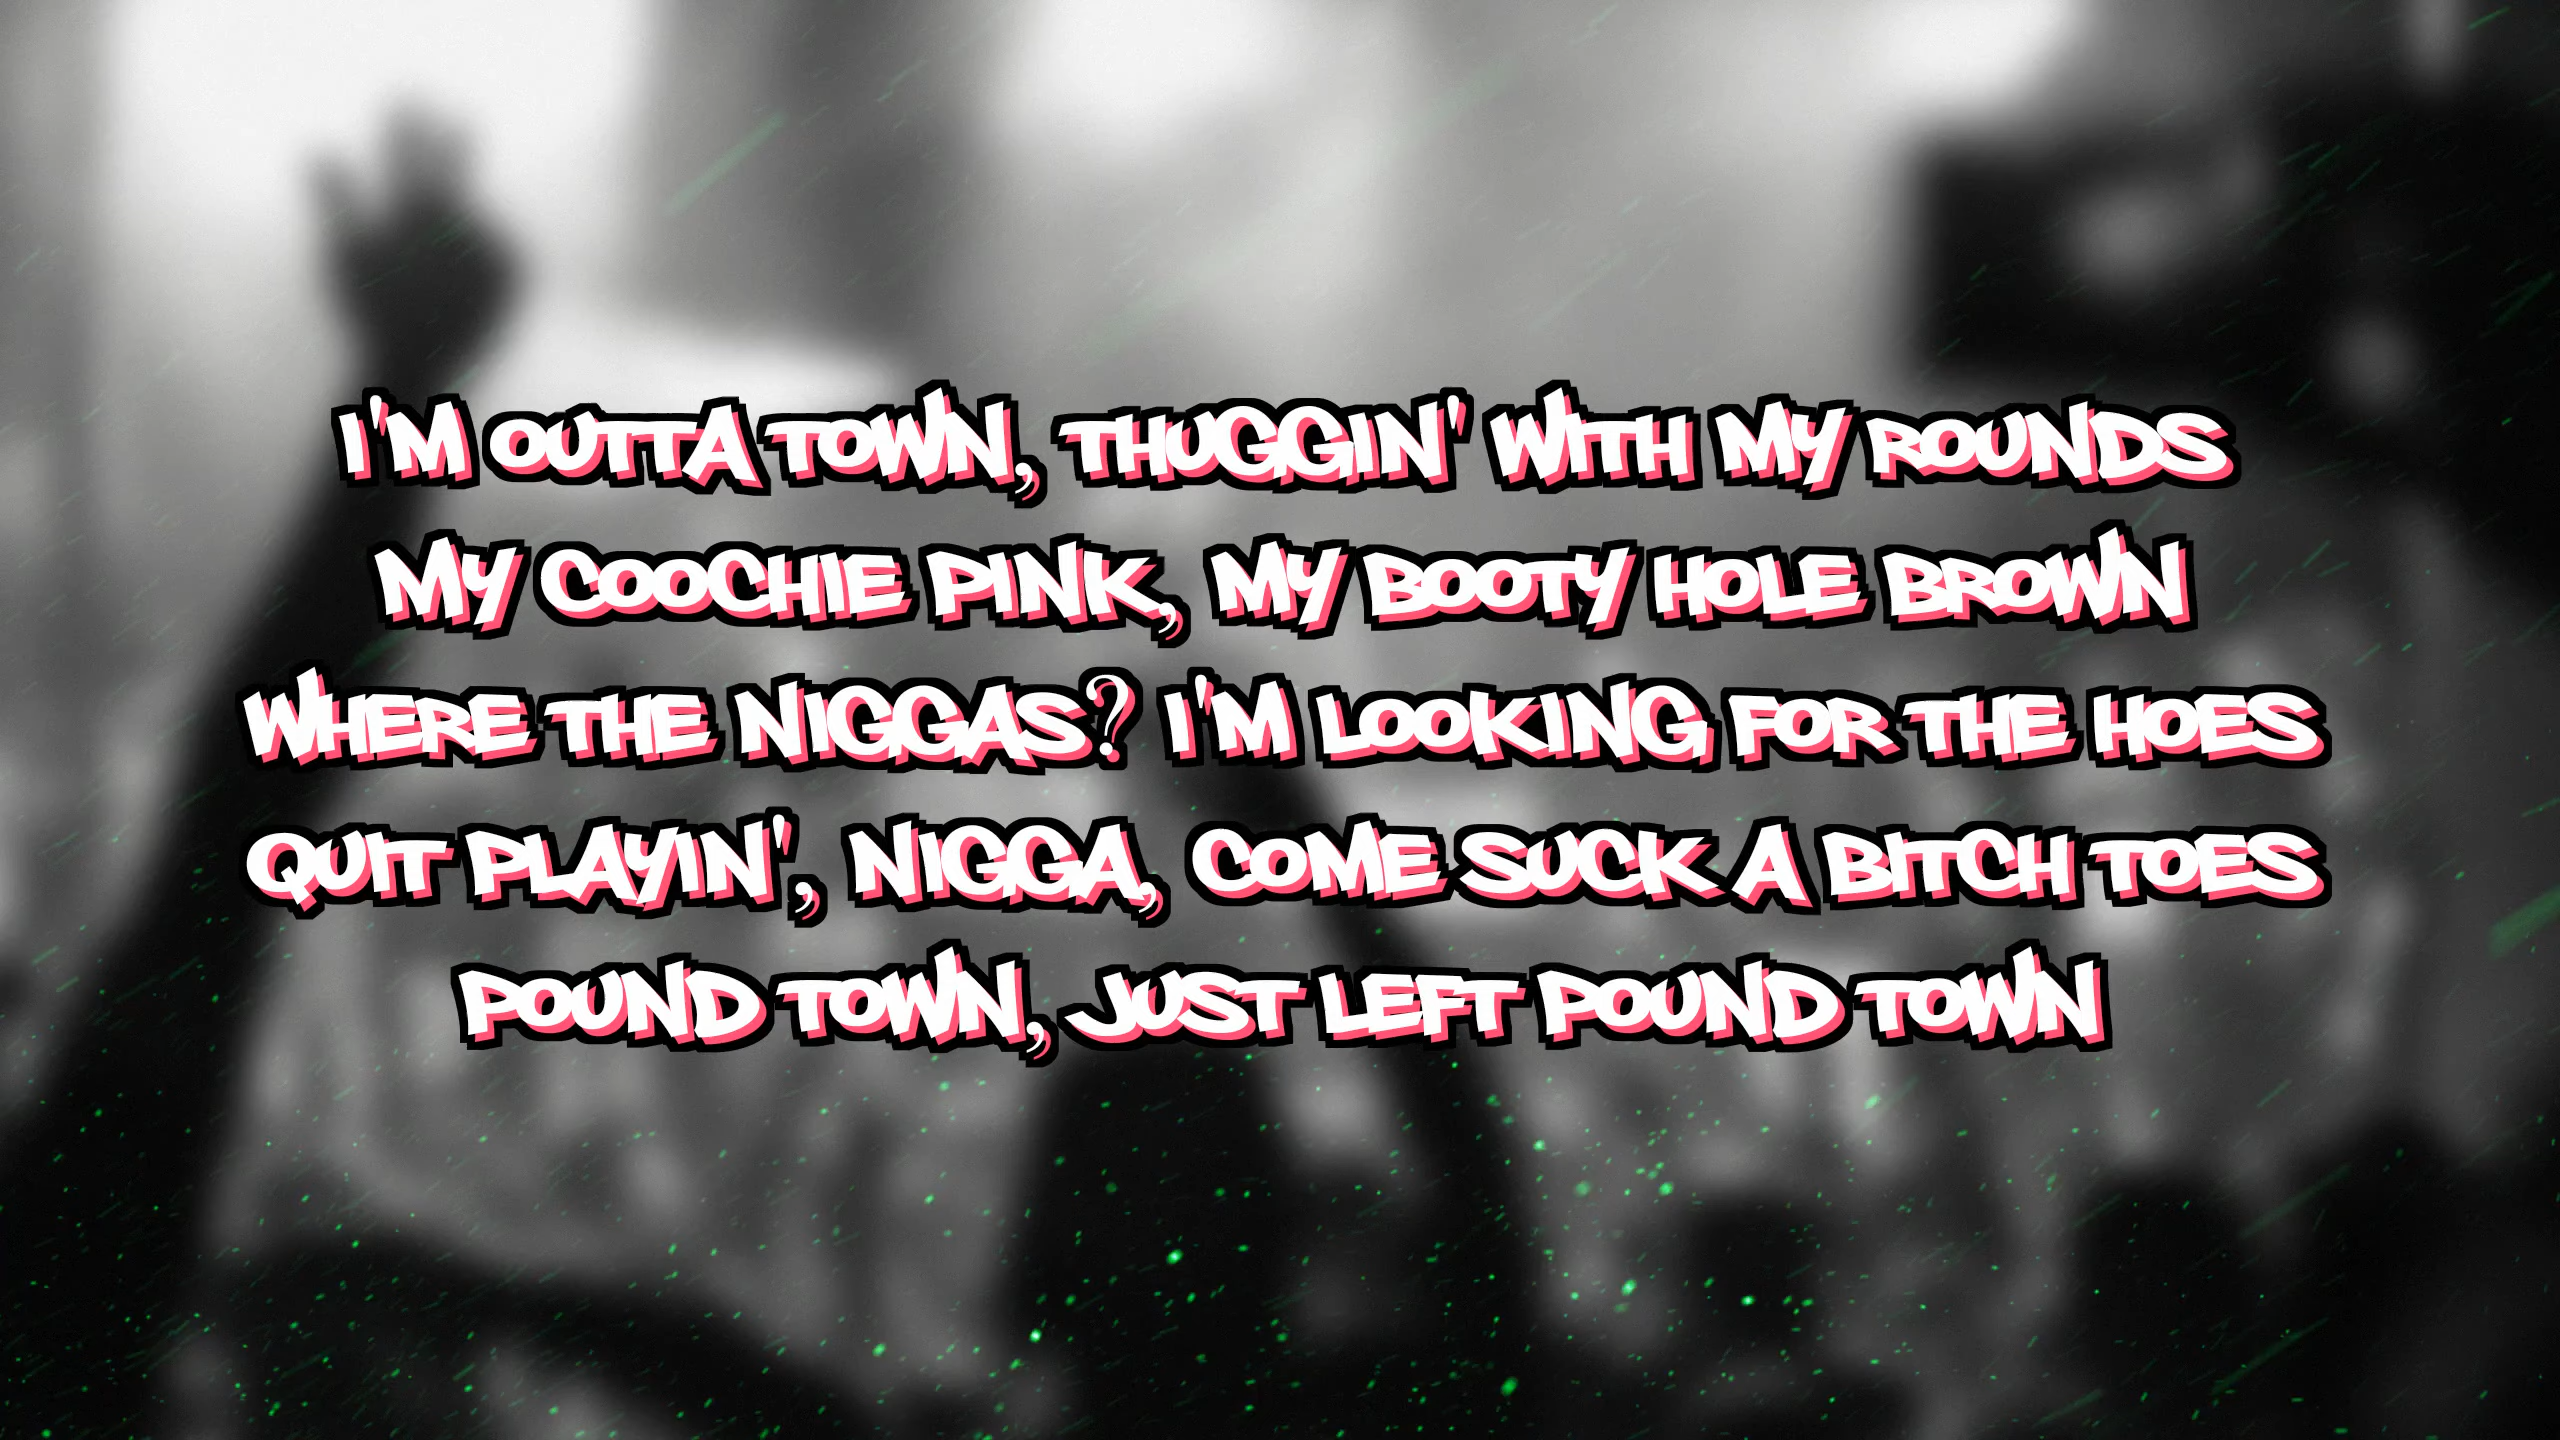 I'M OUTTA TOWN, THUGGIN' WITH MY ROUNDS
MY COOCHIE PINK, MY BOOTY HOLE BROWN
WHERE THE NIGGAS? I'M LOOKING FOR THE HOES
QUIT PLAYIN', NIGGA, COME SUCK A BITCH TOES
POUND TOWN, JUST LEFT POUND TOWN